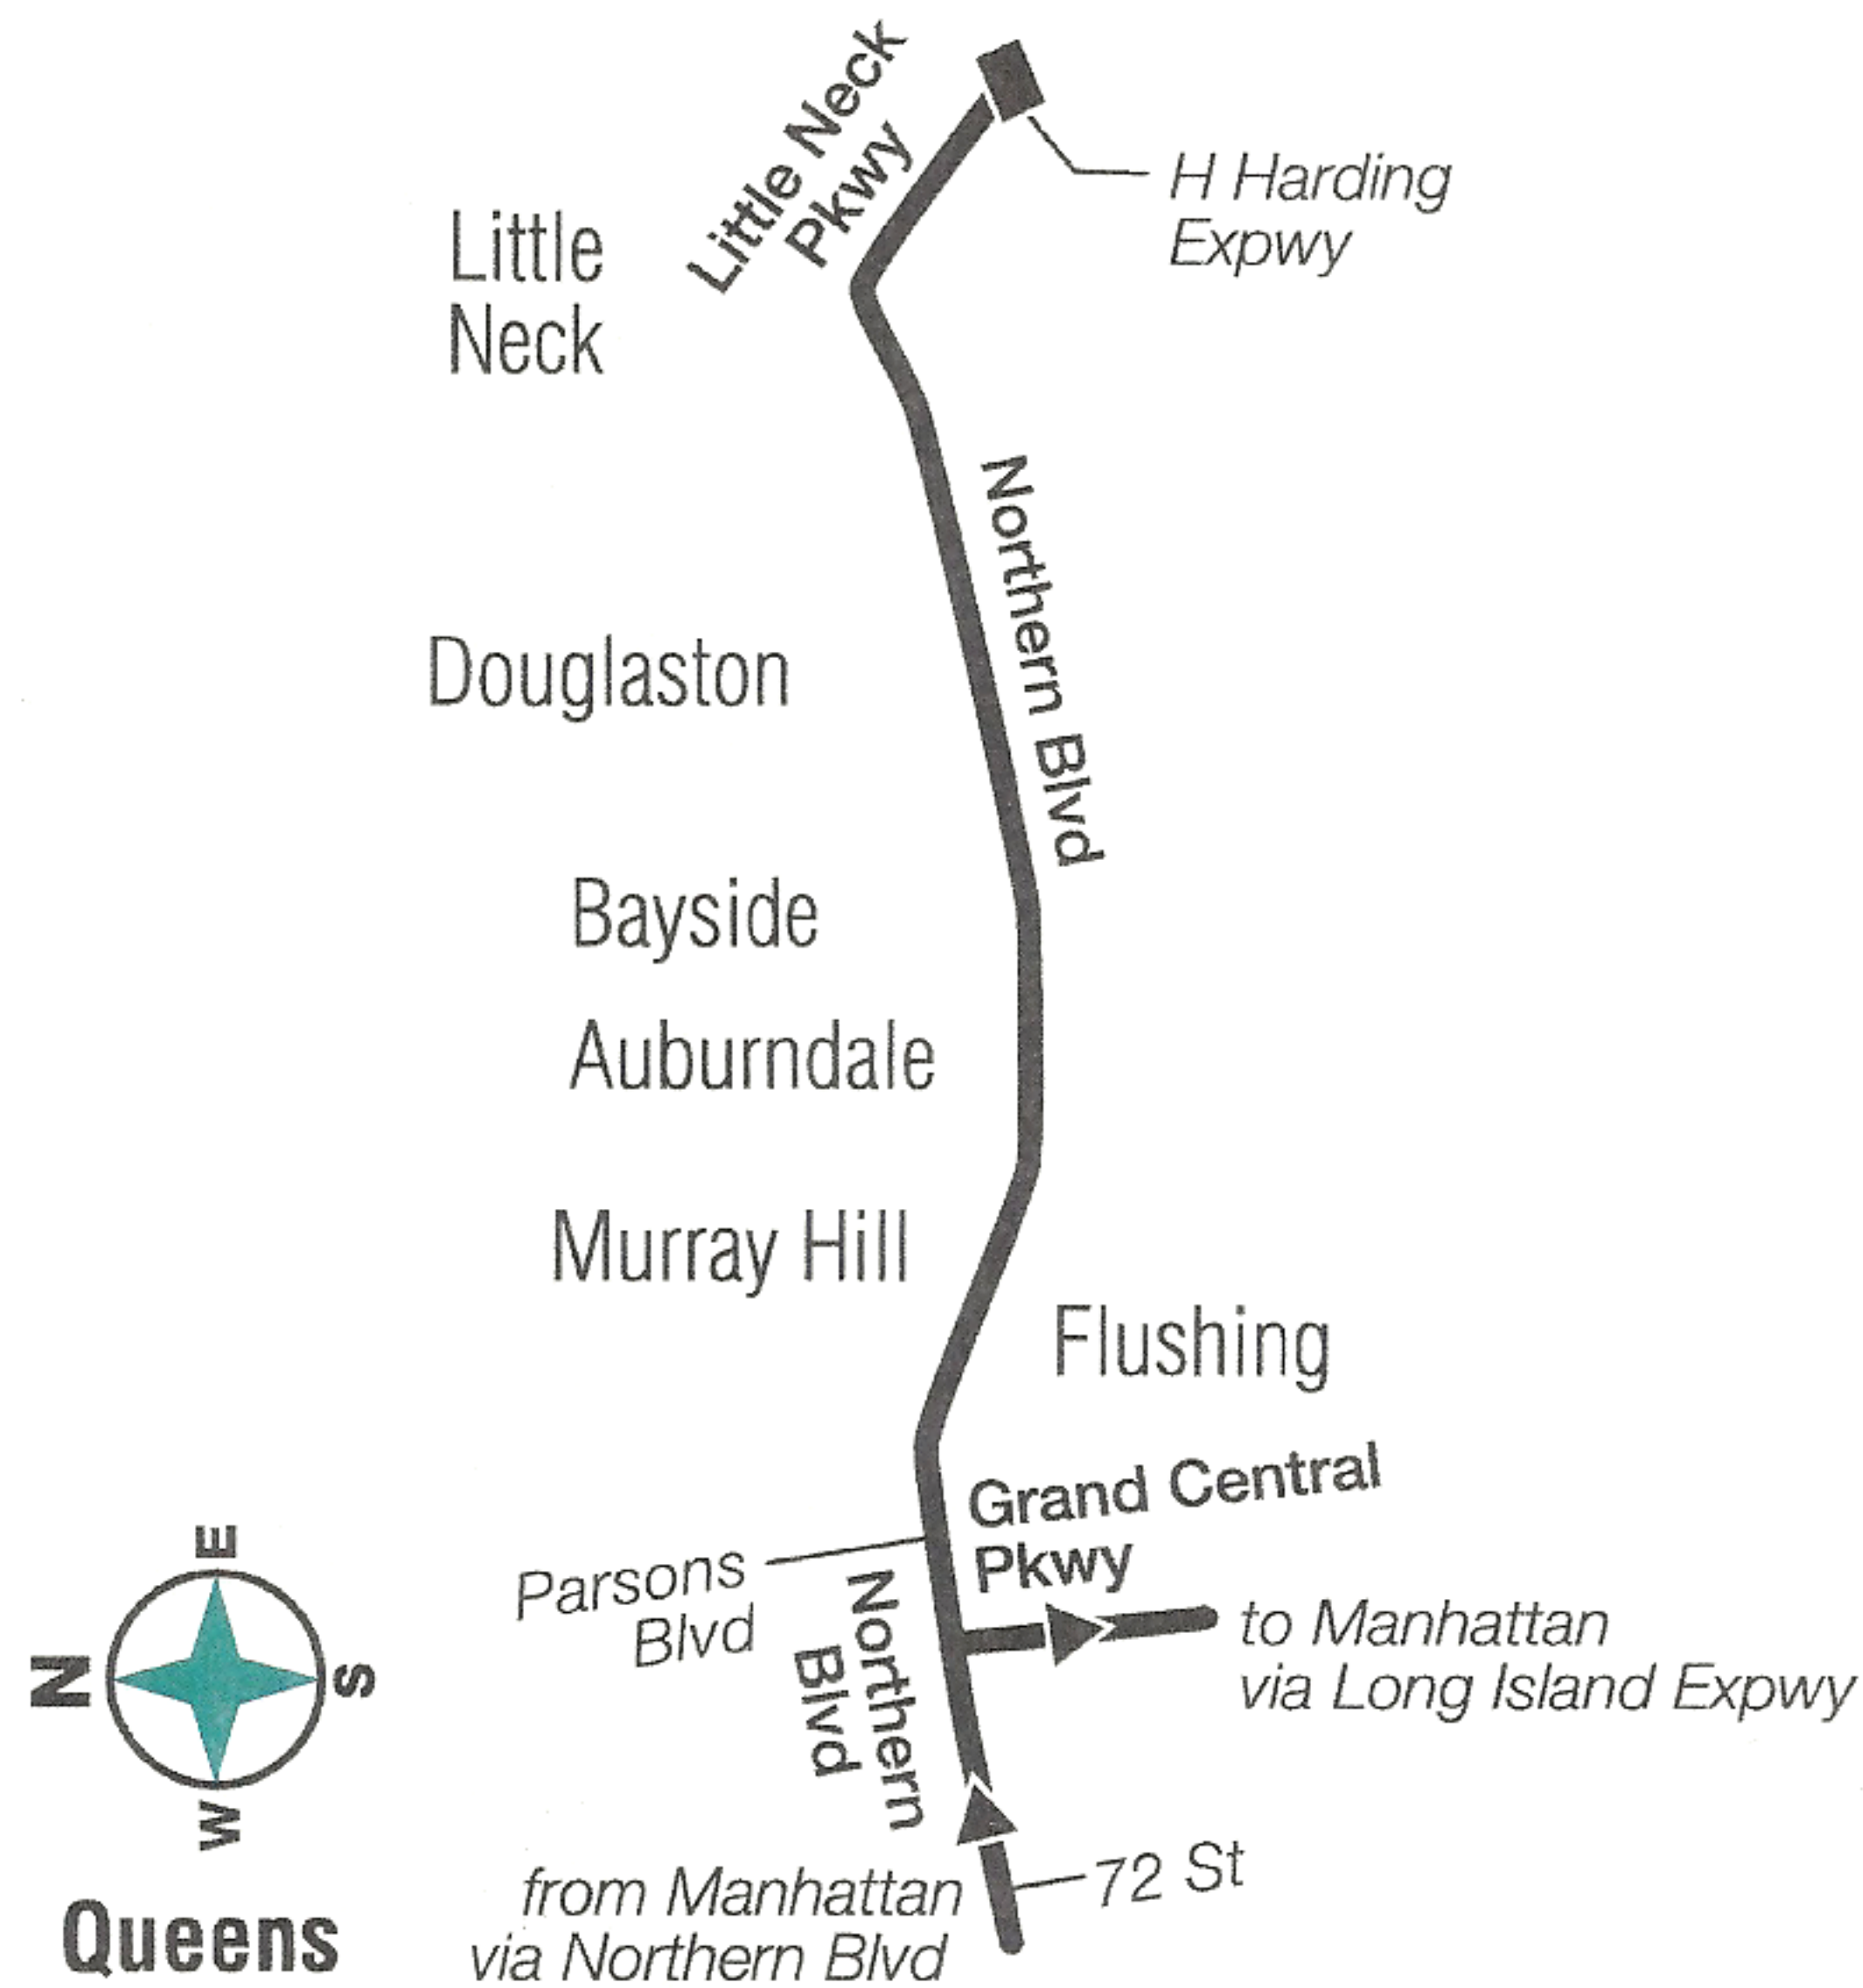 Little Neck
Pkwy
H Harding
Expwy
Little
Neck
Northern Blvd
Douglaston
Bayside
Auburndale
Murray Hill
Flushing
Grand Central
Pkwy
Parsons
Blvd
Northern
Blvd
to Manhattan
via Long Island Expwy
E
N
S
W
72 St
from Manhattan
via Northern Blvd
Queens